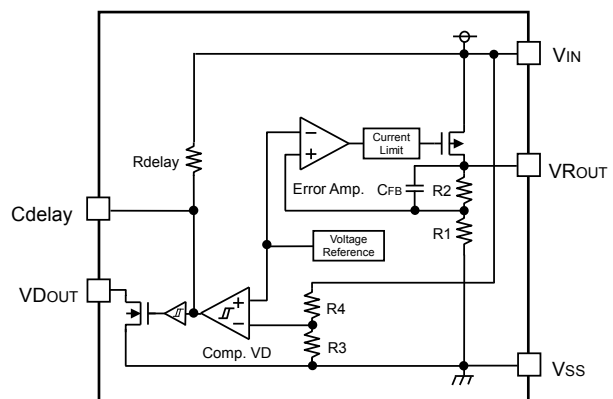 VIN
Current
Limit
Rdelay
VROUT
Error Amp.
CFB
R2
Cdelay
R1
Voltage
Reference
VDOUT
R4
R3
Comp. VD
VSS